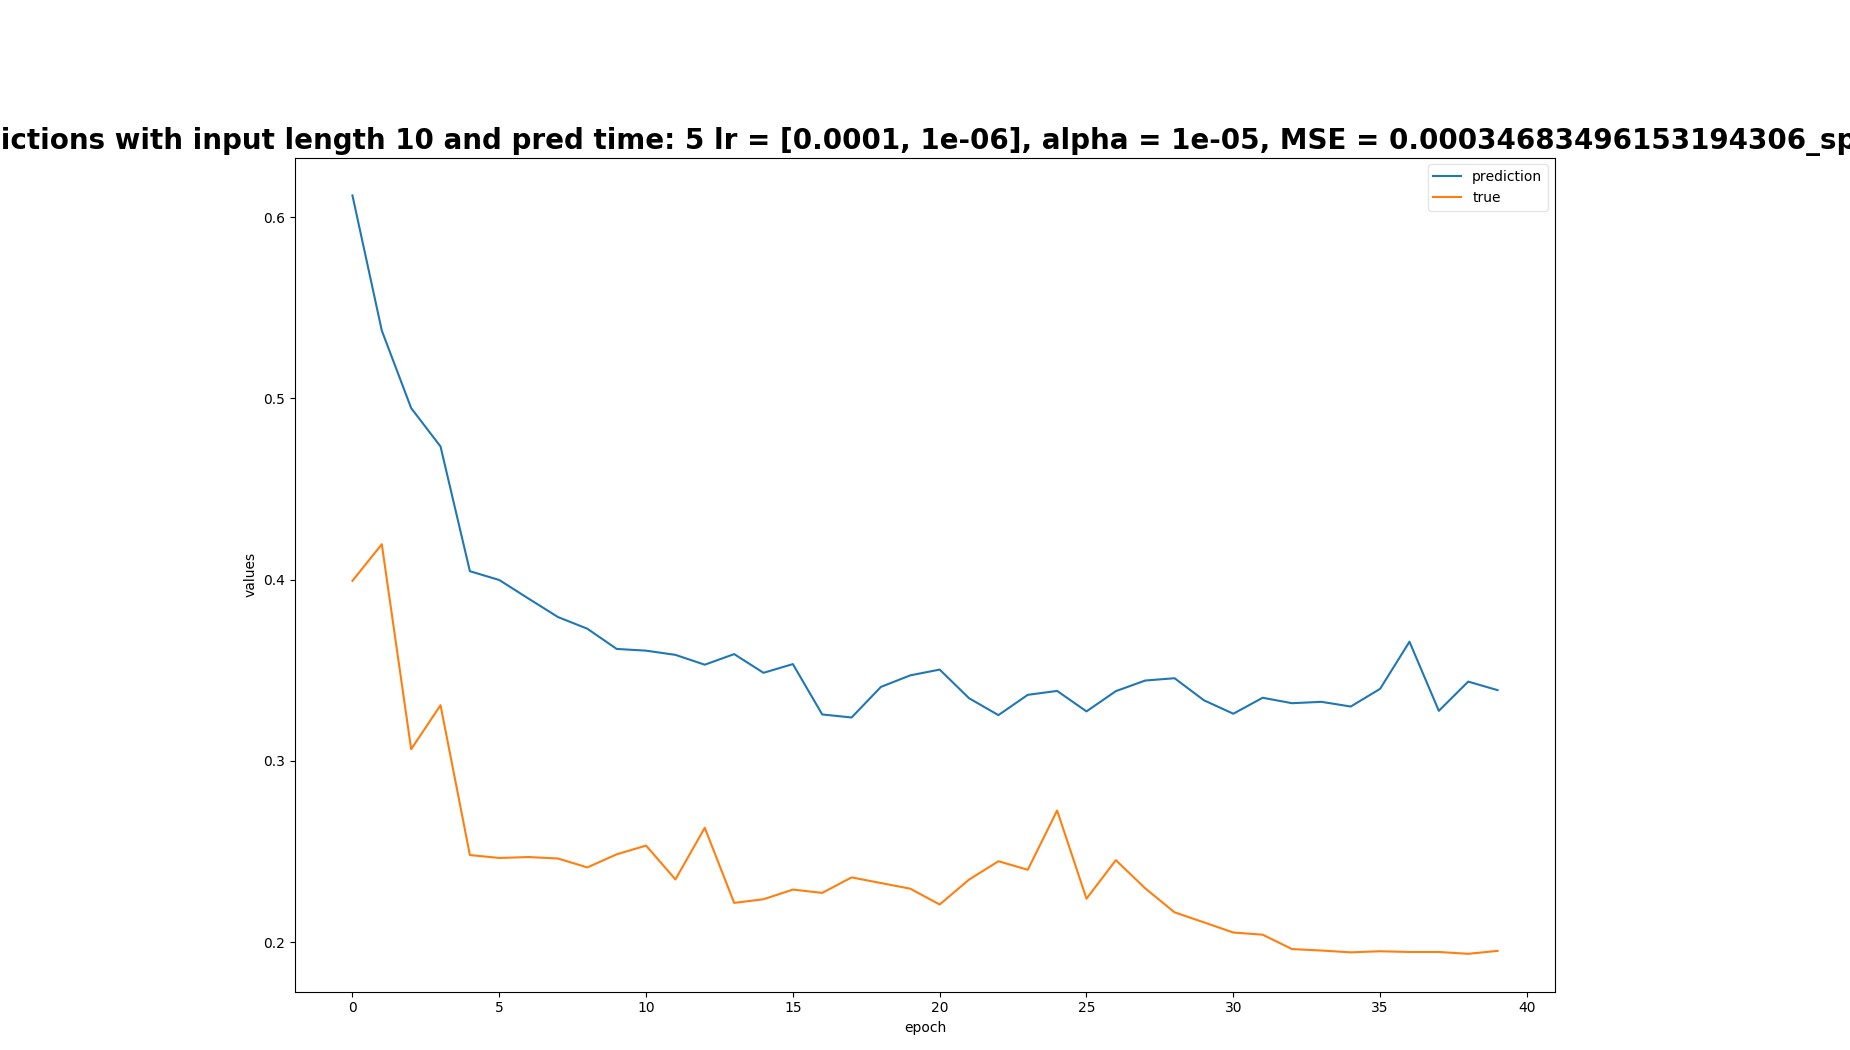 ictions with input length 10 and pred time: 5 lr = [0.0001, 1e-06], alpha = 1e-05, MSE = 0.00034683496153194306_sp
prediction
true
0.6
0.5
0.4
0.3
0.2
values
0 5 10 15 20 25 30 35 40
epoch